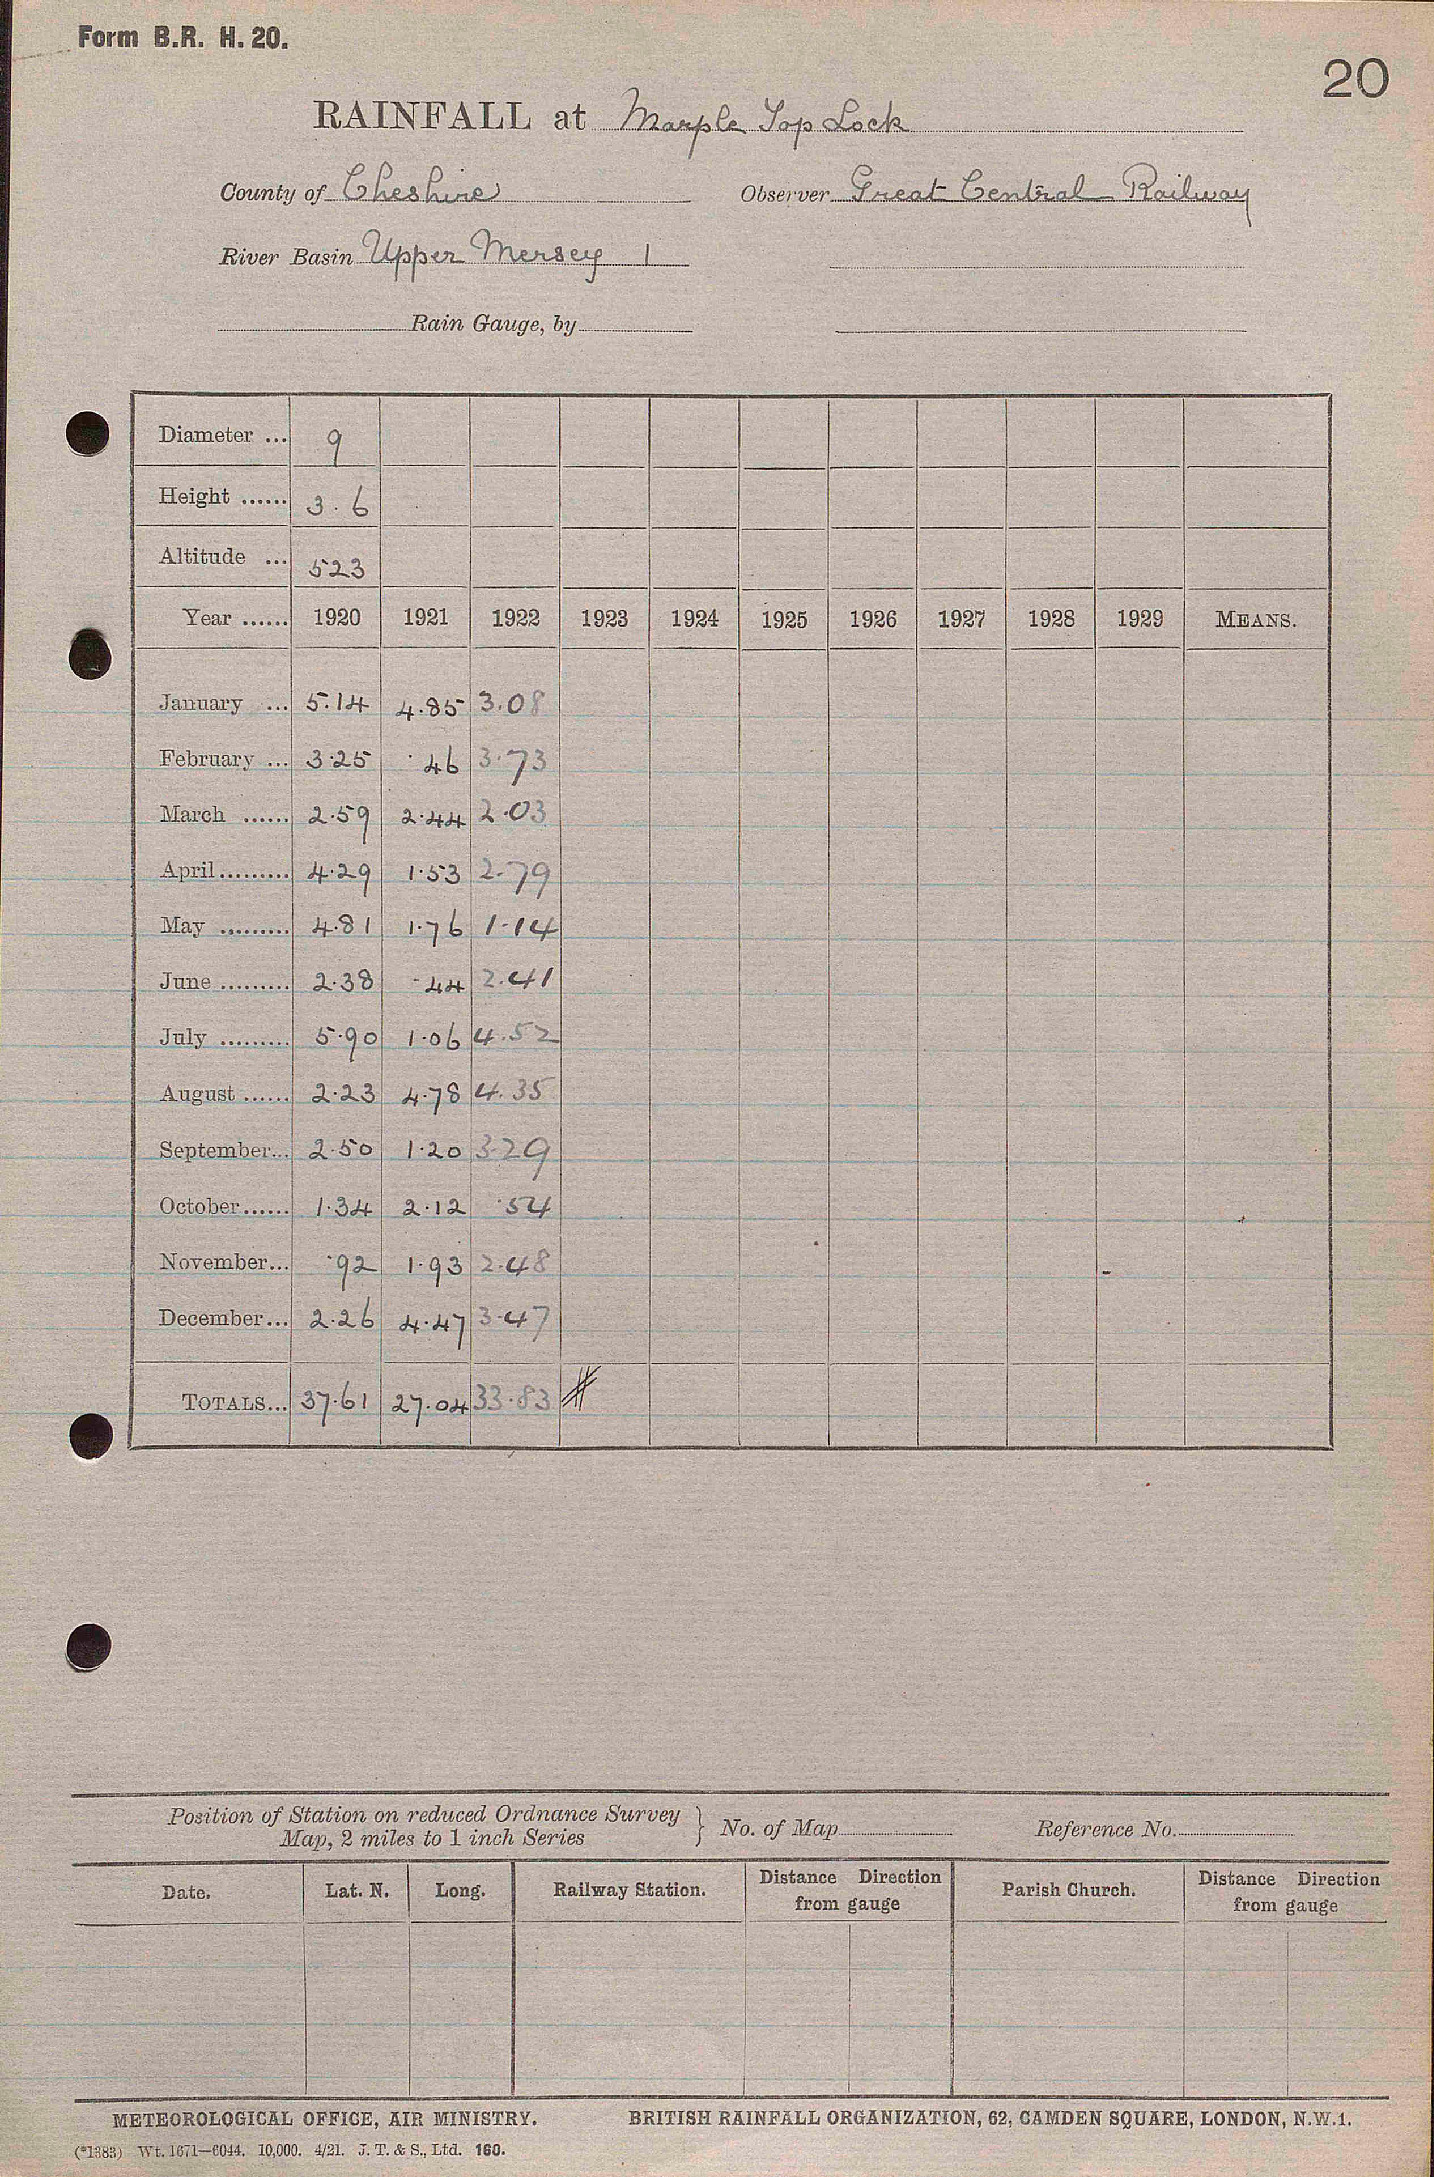 Form B.R. H. 20.
20
RAINFALL at Marple Top Lock
County of Cheshire Observer Great Central Railway
River Basin Upper Mersey 1
Rain Gauge, by
Diameter ... 9
Height ...... 3.6
Altitude ... 523
Year ...... 1920 1921 1922 1923 1924 1925 1926 1927 1928 1929 MEANS.
January ... 5.14 4.85 3.08
February ... 3.25 .46 3.73
March ...... 2.59 2.44 2.03
April......... 4.29 1.53 2.79
May ......... 4.81 1.76 1.14
June ......... 2.38 .44 2.41
July ......... 5.90 1.06 4.52
August ...... 2.23 4.78 4.35
September... 2.50 1.20 3.29
October...... 1.34 2.12 .54
November... .92 1.93 2.48
December... 2.26 4.47 3.47
TOTALS... 37.61 27.04 33.83
Position of Station on reduced Ordnance Survey
Map, 2 miles to 1 inch Series } No. of Map Reference No.
Date. Lat. N. Long. Railway Station. Distance Direction from gauge Parish Church. Distance Direction from gauge
METEOROLOGICAL OFFICE, AIR MINISTRY. BRITISH RAINFALL ORGANIZATION, 62, CAMDEN SQUARE, LONDON, N.W.1.
(*1383) Wt. 1671—6044. 10,000. 4/21. J. T. & S., Ltd. 160.